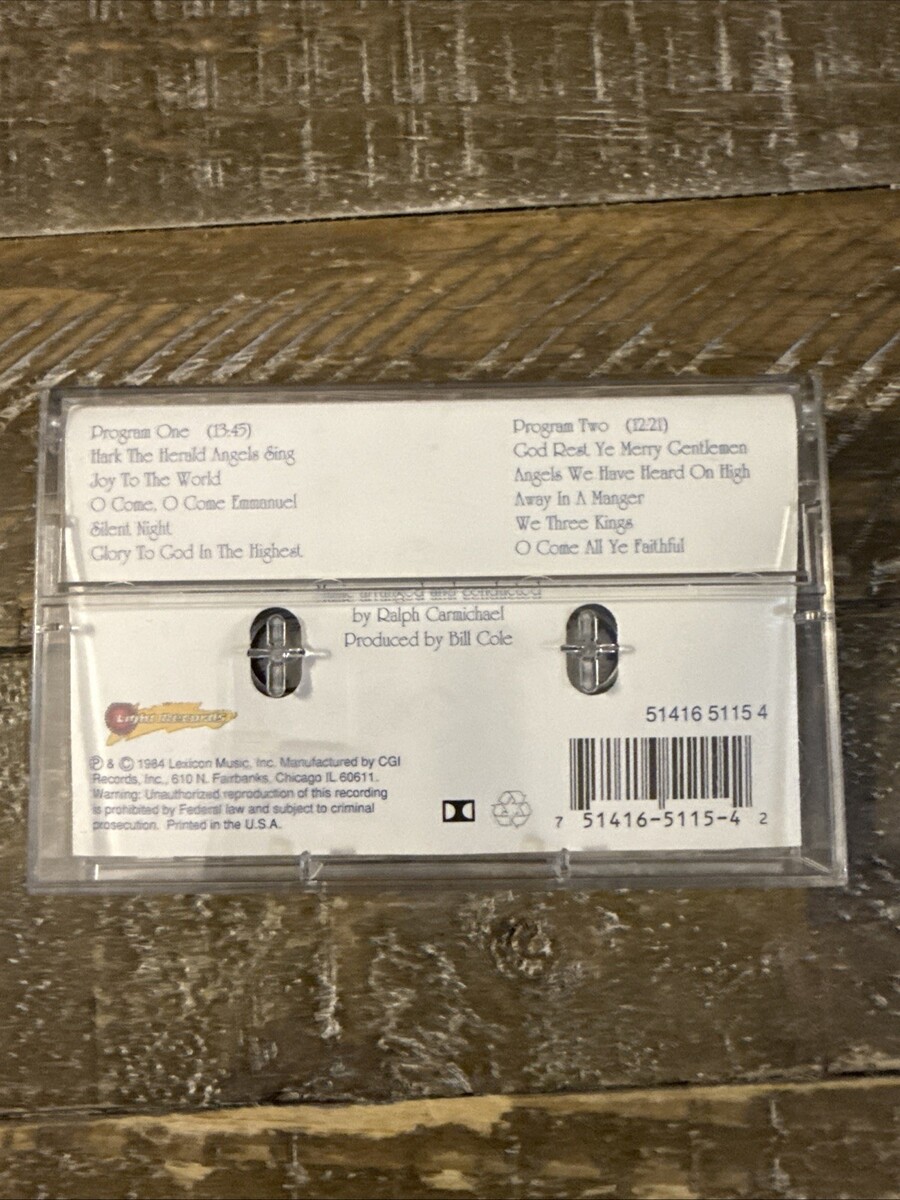 Program One (13:45)
Hark The Herald Angels Sing
Joy To The World
O Come, O Come Emmanuel
Silent Night
Glory To God In The Highest
Program Two (12:21)
God Rest Ye Merry Gentlemen
Angels We Have Heard On High
Away In A Manger
We Three Kings
O Come All Ye Faithful
arranged and conducted
by Ralph Carmichael
Produced by Bill Cole
Light Records
℗ & © 1984 Lexicon Music, Inc. Manufactured by CGI
Records, Inc., 610 N. Fairbanks, Chicago IL 60611.
Warning: Unauthorized reproduction of this recording
is prohibited by Federal law and subject to criminal
prosecution. Printed in the U.S.A.
51416 5115 4
7 51416-5115-4 2